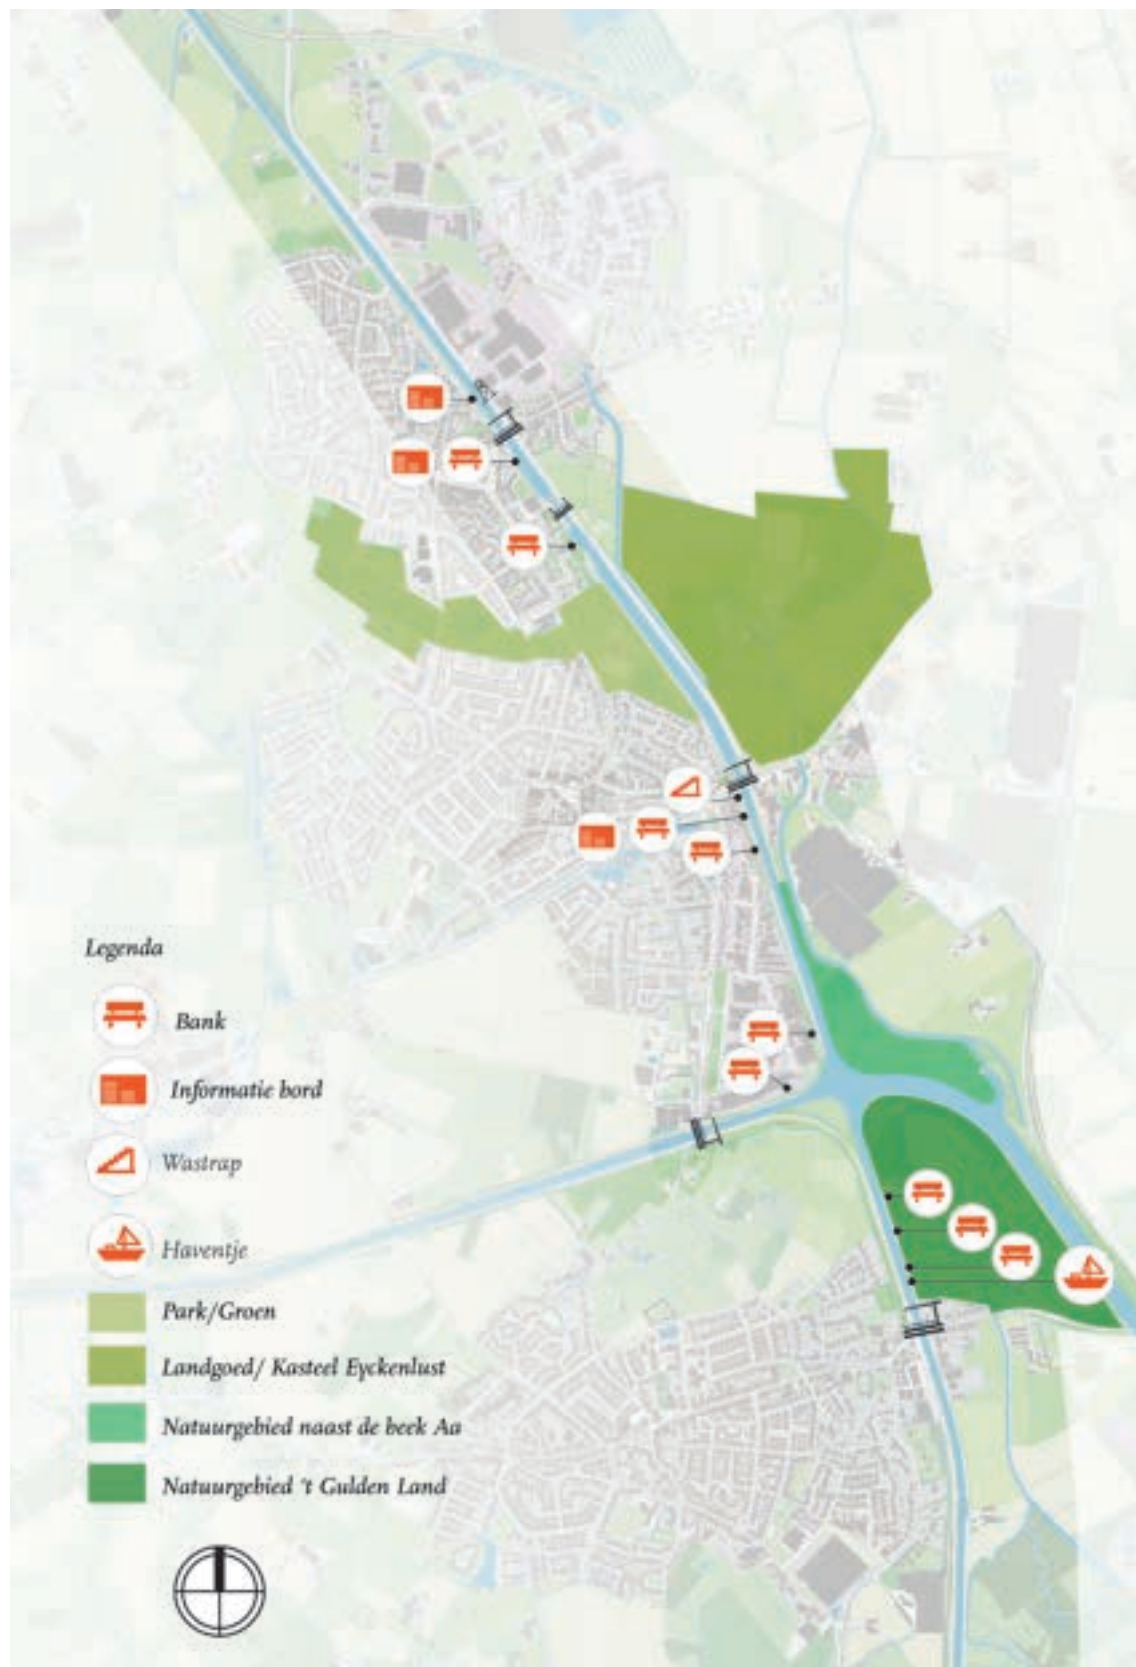 Legenda
Bank
Informatie bord
Wastrap
Haventje
Park/Groen
Landgoed/ Kasteel Eyckenlust
Natuurgebied naast de beek Aa
Natuurgebied 't Gulden Land